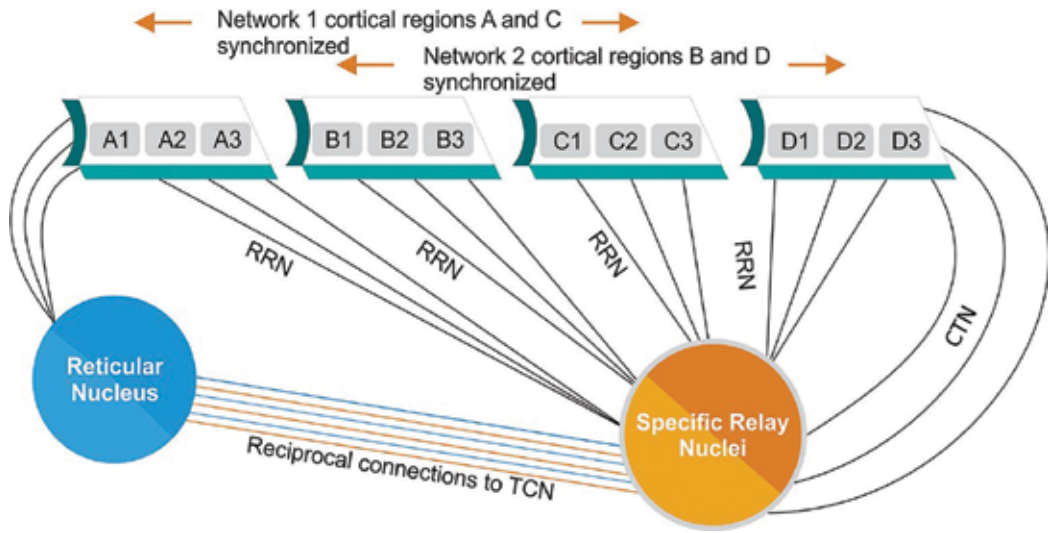 Network 1 cortical regions A and C
synchronized
Network 2 cortical regions B and D
synchronized
A1 A2 A3
B1 B2 B3
C1 C2 C3
D1 D2 D3
RRN
RRN
RRN
RRN
CTN
Reticular
Nucleus
Specific Relay
Nuclei
Reciprocal connections to TCN